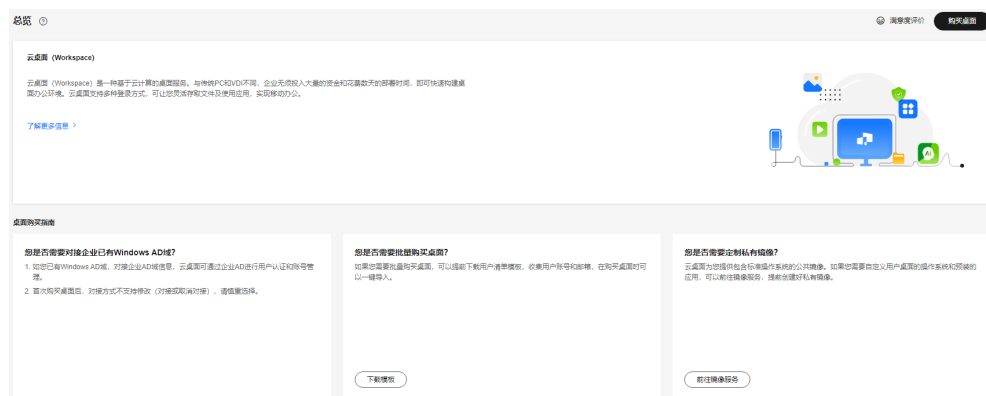 总览
满意度评价
购买桌面
云桌面 (Workspace)
云桌面（Workspace）是一种基于云计算的桌面服务。与传统PC和VDI不同，企业无须投入大量的资金和花费数天的部署时间，即可快速构建桌
面办公环境。云桌面支持多种登录方式，可让您灵活存取文件及使用应用，实现移动办公。
了解更多信息
AI
桌面购买指南
您是否需要对接企业已有Windows AD域?
1. 如您已有Windows AD域，对接企业AD域信息，云桌面可通过企业AD进行用户认证和账号管
理。
2. 首次购买桌面后，对接方式不支持修改（对接或取消对接），请慎重选择。
您是否需要批量购买桌面?
如果您需要批量购买桌面，可以提前下载用户清单模板，收集用户账号和邮箱，在购买桌面时可
以一键导入。
下载模板
您是否需要定制私有镜像?
云桌面为您提供包含标准操作系统的公共镜像。如果您需要自定义用户桌面的操作系统和预装的
应用，可以前往镜像服务，提前创建好私有镜像。
前往镜像服务